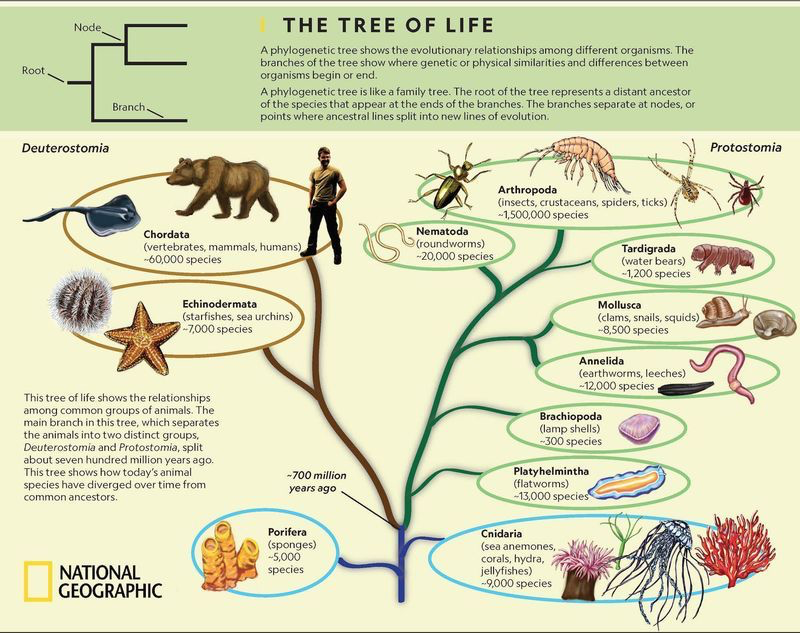 THE TREE OF LIFE
Node
Root
Branch
A phylogenetic tree shows the evolutionary relationships among different organisms. The
branches of the tree show where genetic or physical similarities and differences between
organisms begin or end.
A phylogenetic tree is like a family tree. The root of the tree represents a distant ancestor
of the species that appear at the ends of the branches. The branches separate at nodes, or
points where ancestral lines split into new lines of evolution.
Deuterostomia
Protostomia
Chordata
(vertebrates, mammals, humans)
~60,000 species
Echinodermata
(starfishes, sea urchins)
~7,000 species
Arthropoda
(insects, crustaceans, spiders, ticks)
~1,500,000 species
Nematoda
(roundworms)
~20,000 species
Tardigrada
(water bears)
~1,200 species
Mollusca
(clams, snails, squids)
~8,500 species
Annelida
(earthworms, leeches)
~12,000 species
Brachiopoda
(lamp shells)
~300 species
Platyhelmintha
(flatworms)
~13,000 species
This tree of life shows the relationships
among common groups of animals. The
main branch in this tree, which separates
the animals into two distinct groups,
Deuterostomia and Protostomia, split
about seven hundred million years ago.
This tree shows how today's animal
species have diverged over time from
common ancestors.
~700 million
years ago
Porifera
(sponges)
~5,000
species
Cnidaria
(sea anemones,
corals, hydra,
jellyfishes)
~9,000 species
NATIONAL
GEOGRAPHIC